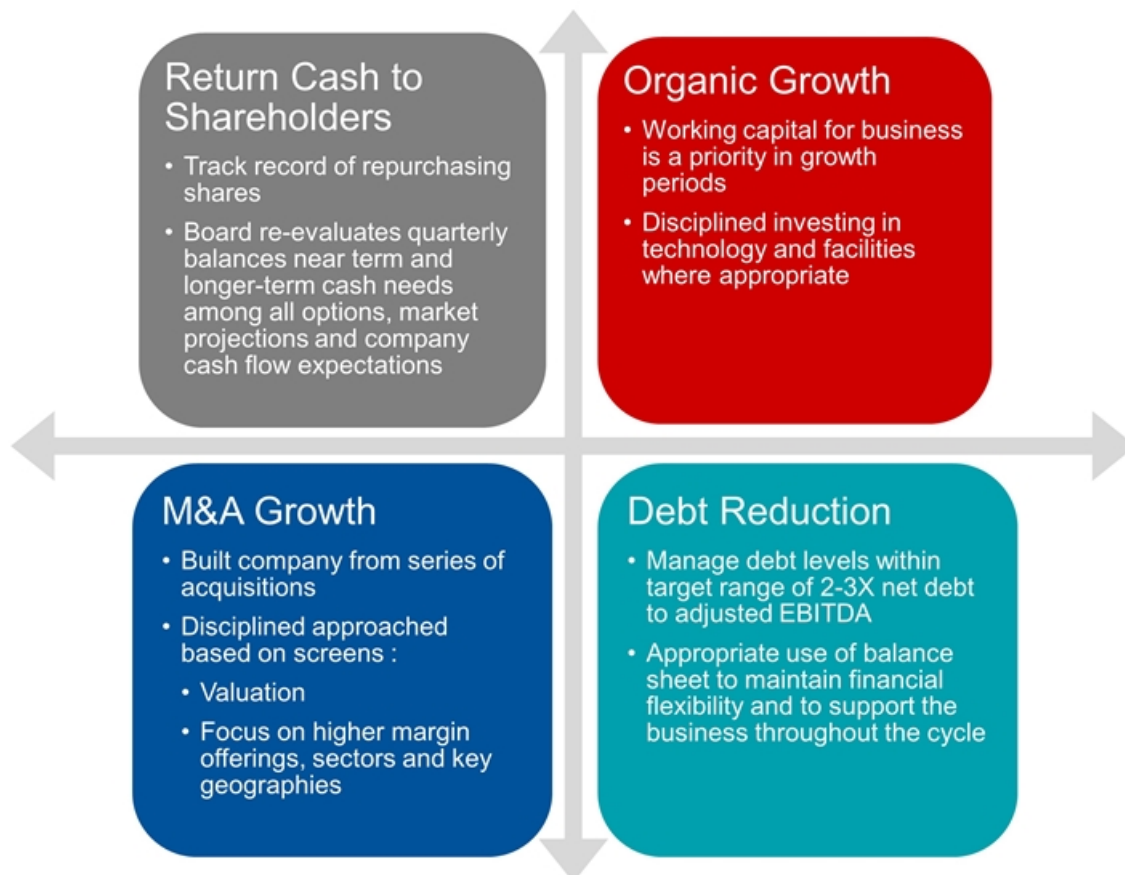 Return Cash to
Shareholders
• Track record of repurchasing
shares
• Board re-evaluates quarterly
balances near term and
longer-term cash needs
among all options, market
projections and company
cash flow expectations
Organic Growth
• Working capital for business
is a priority in growth
periods
• Disciplined investing in
technology and facilities
where appropriate
M&A Growth
• Built company from series of
acquisitions
• Disciplined approached
based on screens :
• Valuation
• Focus on higher margin
offerings, sectors and key
geographies
Debt Reduction
• Manage debt levels within
target range of 2-3X net debt
to adjusted EBITDA
• Appropriate use of balance
sheet to maintain financial
flexibility and to support the
business throughout the cycle